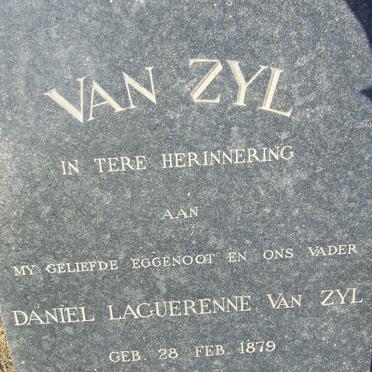 VAN ZYL
IN TERE HERINNERING
AAN
MY GELIEFDE EGGENOOT EN ONS VADER
DANIEL LAGUERENNE VAN ZYL
GEB. 28 FEB. 1879